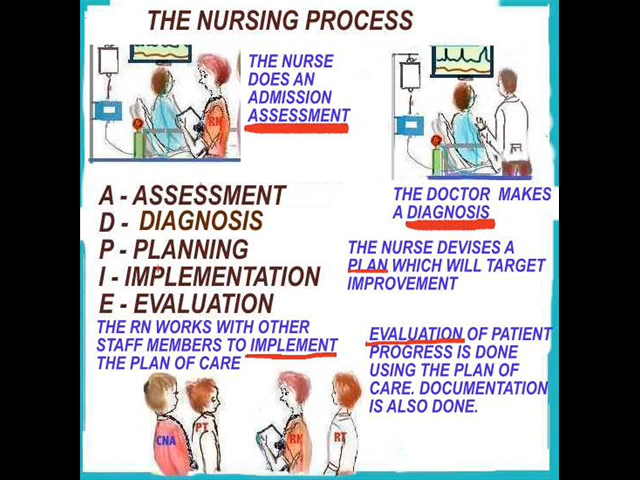 THE NURSING PROCESS
THE NURSE
DOES AN
ADMISSION
ASSESSMENT
RN
THE DOCTOR MAKES
A DIAGNOSIS
A - ASSESSMENT
D - DIAGNOSIS
P - PLANNING
I - IMPLEMENTATION
E - EVALUATION
THE NURSE DEVISES A
PLAN WHICH WILL TARGET
IMPROVEMENT
THE RN WORKS WITH OTHER
STAFF MEMBERS TO IMPLEMENT
THE PLAN OF CARE
EVALUATION OF PATIENT
PROGRESS IS DONE
USING THE PLAN OF
CARE. DOCUMENTATION
IS ALSO DONE.
CNA
PT
RN
RT